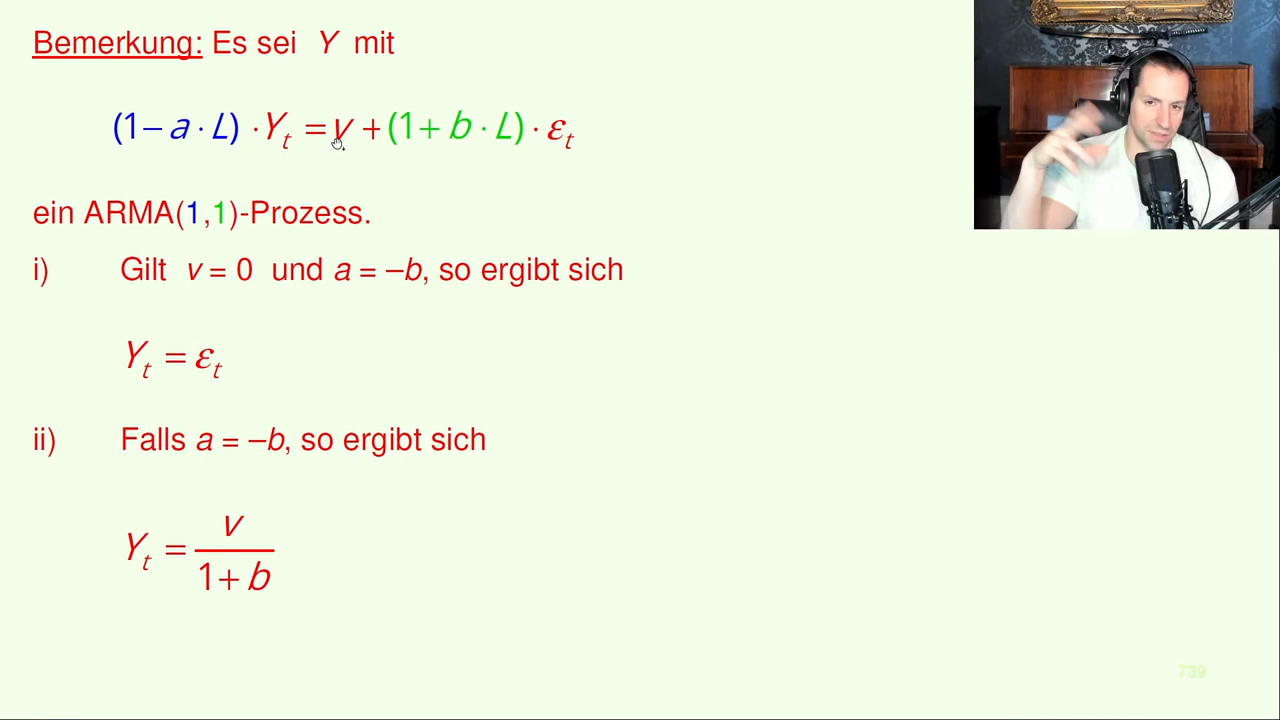 Bemerkung: Es sei Y mit
(1 − a · L) · Y_t = v + (1 + b · L) · ε_t
ein ARMA(1,1)-Prozess.
i) Gilt v = 0 und a = –b, so ergibt sich
Y_t = ε_t
ii) Falls a = –b, so ergibt sich
Y_t = v / (1 + b)
739